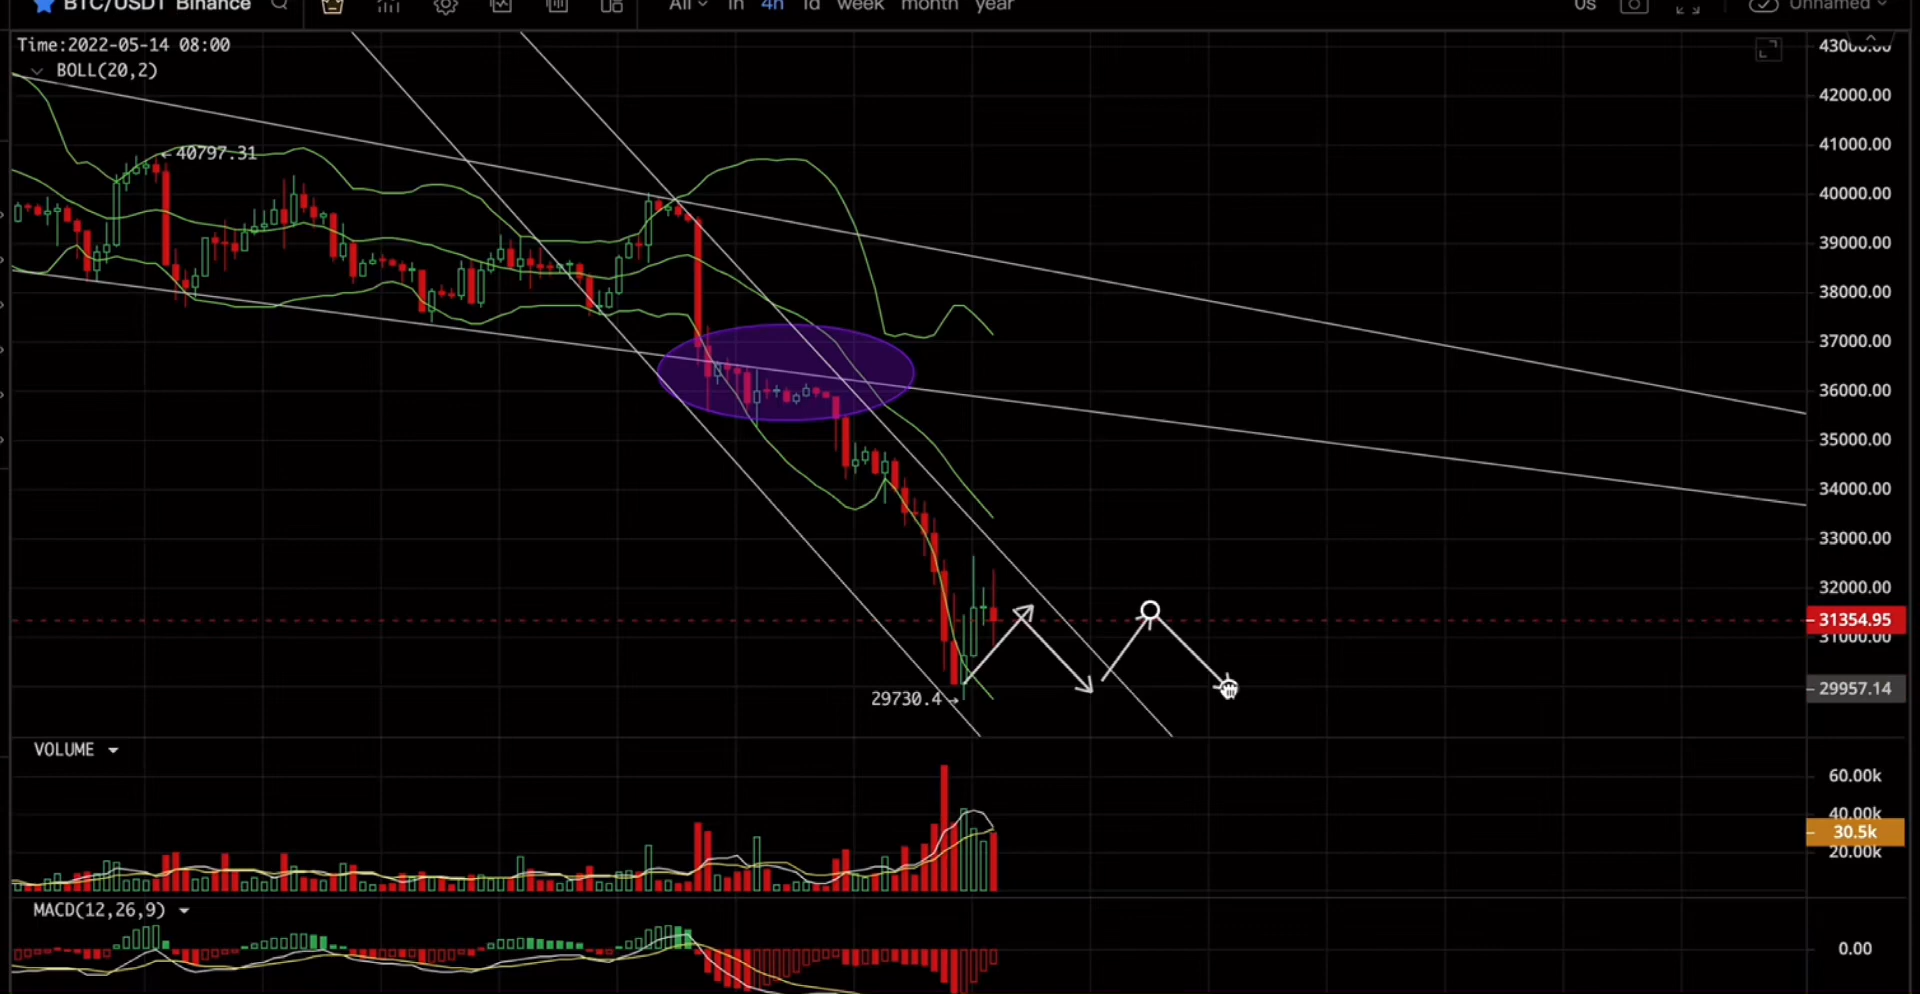 BTC/USDT Binance
All 4h 1d week month year
Unnamed
Time:2022-05-14 08:00
BOLL(20,2)
40797.31
29730.4
42000.00
41000.00
40000.00
39000.00
38000.00
37000.00
36000.00
35000.00
34000.00
33000.00
32000.00
31354.95
31000.00
29957.14
VOLUME
60.00k
40.00k
30.5k
20.00k
MACD(12,26,9)
0.00